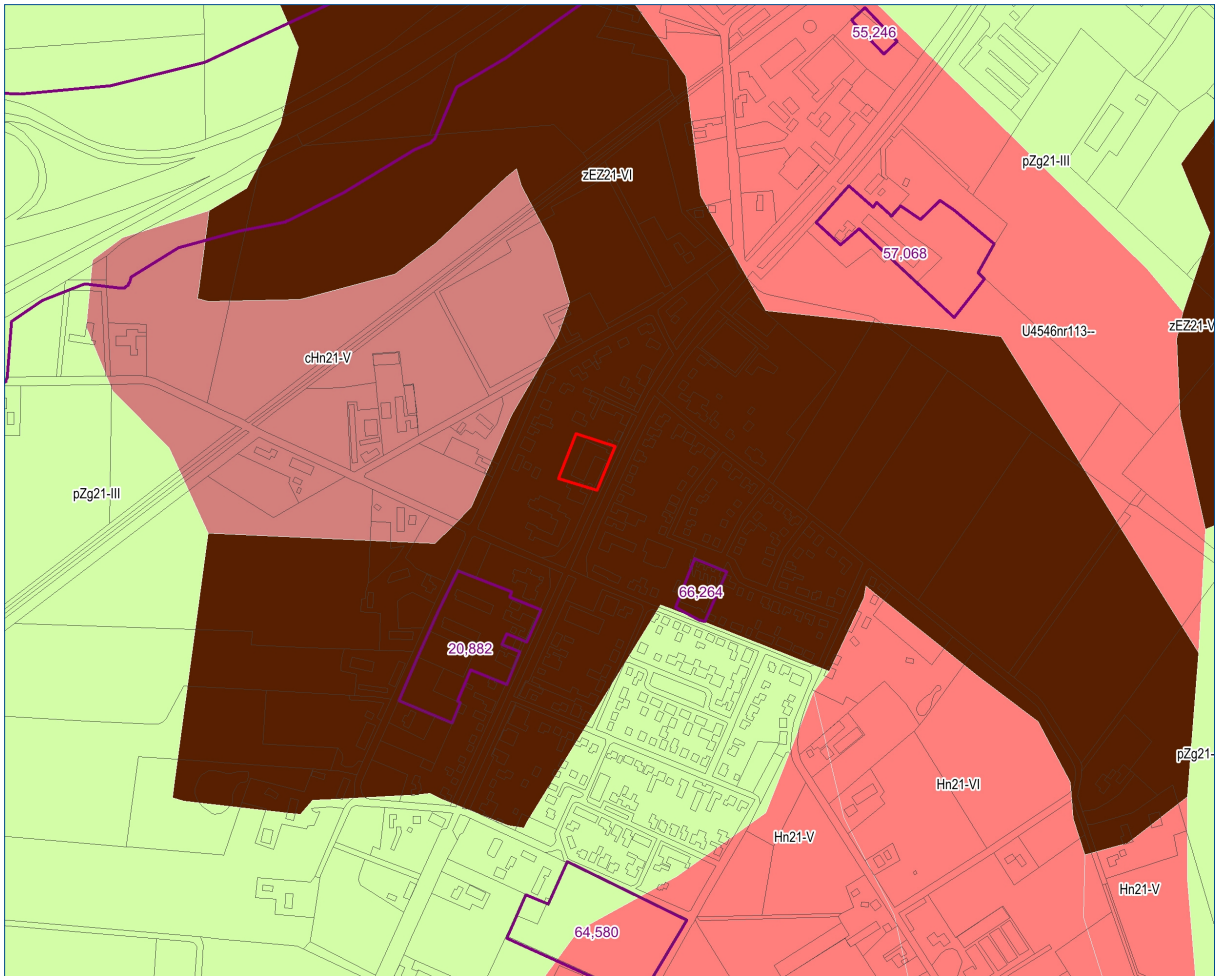 55,246
pZg21-III
zEZ21-VI
57,068
U4546nr113--
zEZ21-V
cHn21-V
pZg21-III
66,264
20,882
pZg21-
Hn21-VI
Hn21-V
Hn21-V
64,580